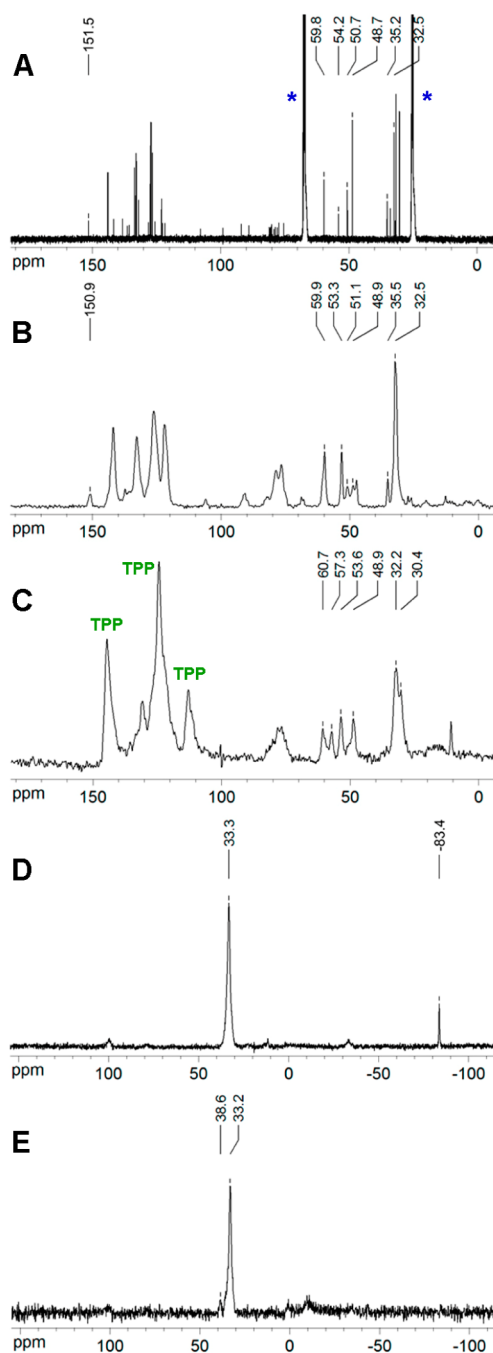 151.5 59.8 54.2 50.7 48.7 35.2 32.5
A
* *
ppm 150 100 50 0
150.9 59.9 53.3 51.1 48.9 35.5 32.5
B
ppm 150 100 50 0
60.7 57.3 53.6 48.9 32.2 30.4
C
TPP
TPP
TPP
ppm 150 100 50 0
33.3 -83.4
D
ppm 100 50 0 -50 -100
38.6 33.2
E
ppm 100 50 0 -50 -100